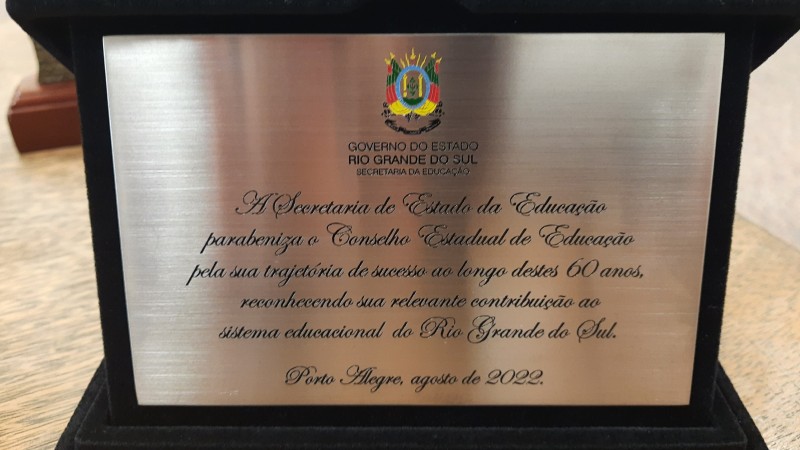 GOVERNO DO ESTADO
RIO GRANDE DO SUL
SECRETARIA DA EDUCAÇÃO
A Secretaria de Estado da Educação
parabeniza o Conselho Estadual de Educação
pela sua trajetória de sucesso ao longo destes 60 anos,
reconhecendo sua relevante contribuição ao
sistema educacional do Rio Grande do Sul.
Porto Alegre, agosto de 2022.